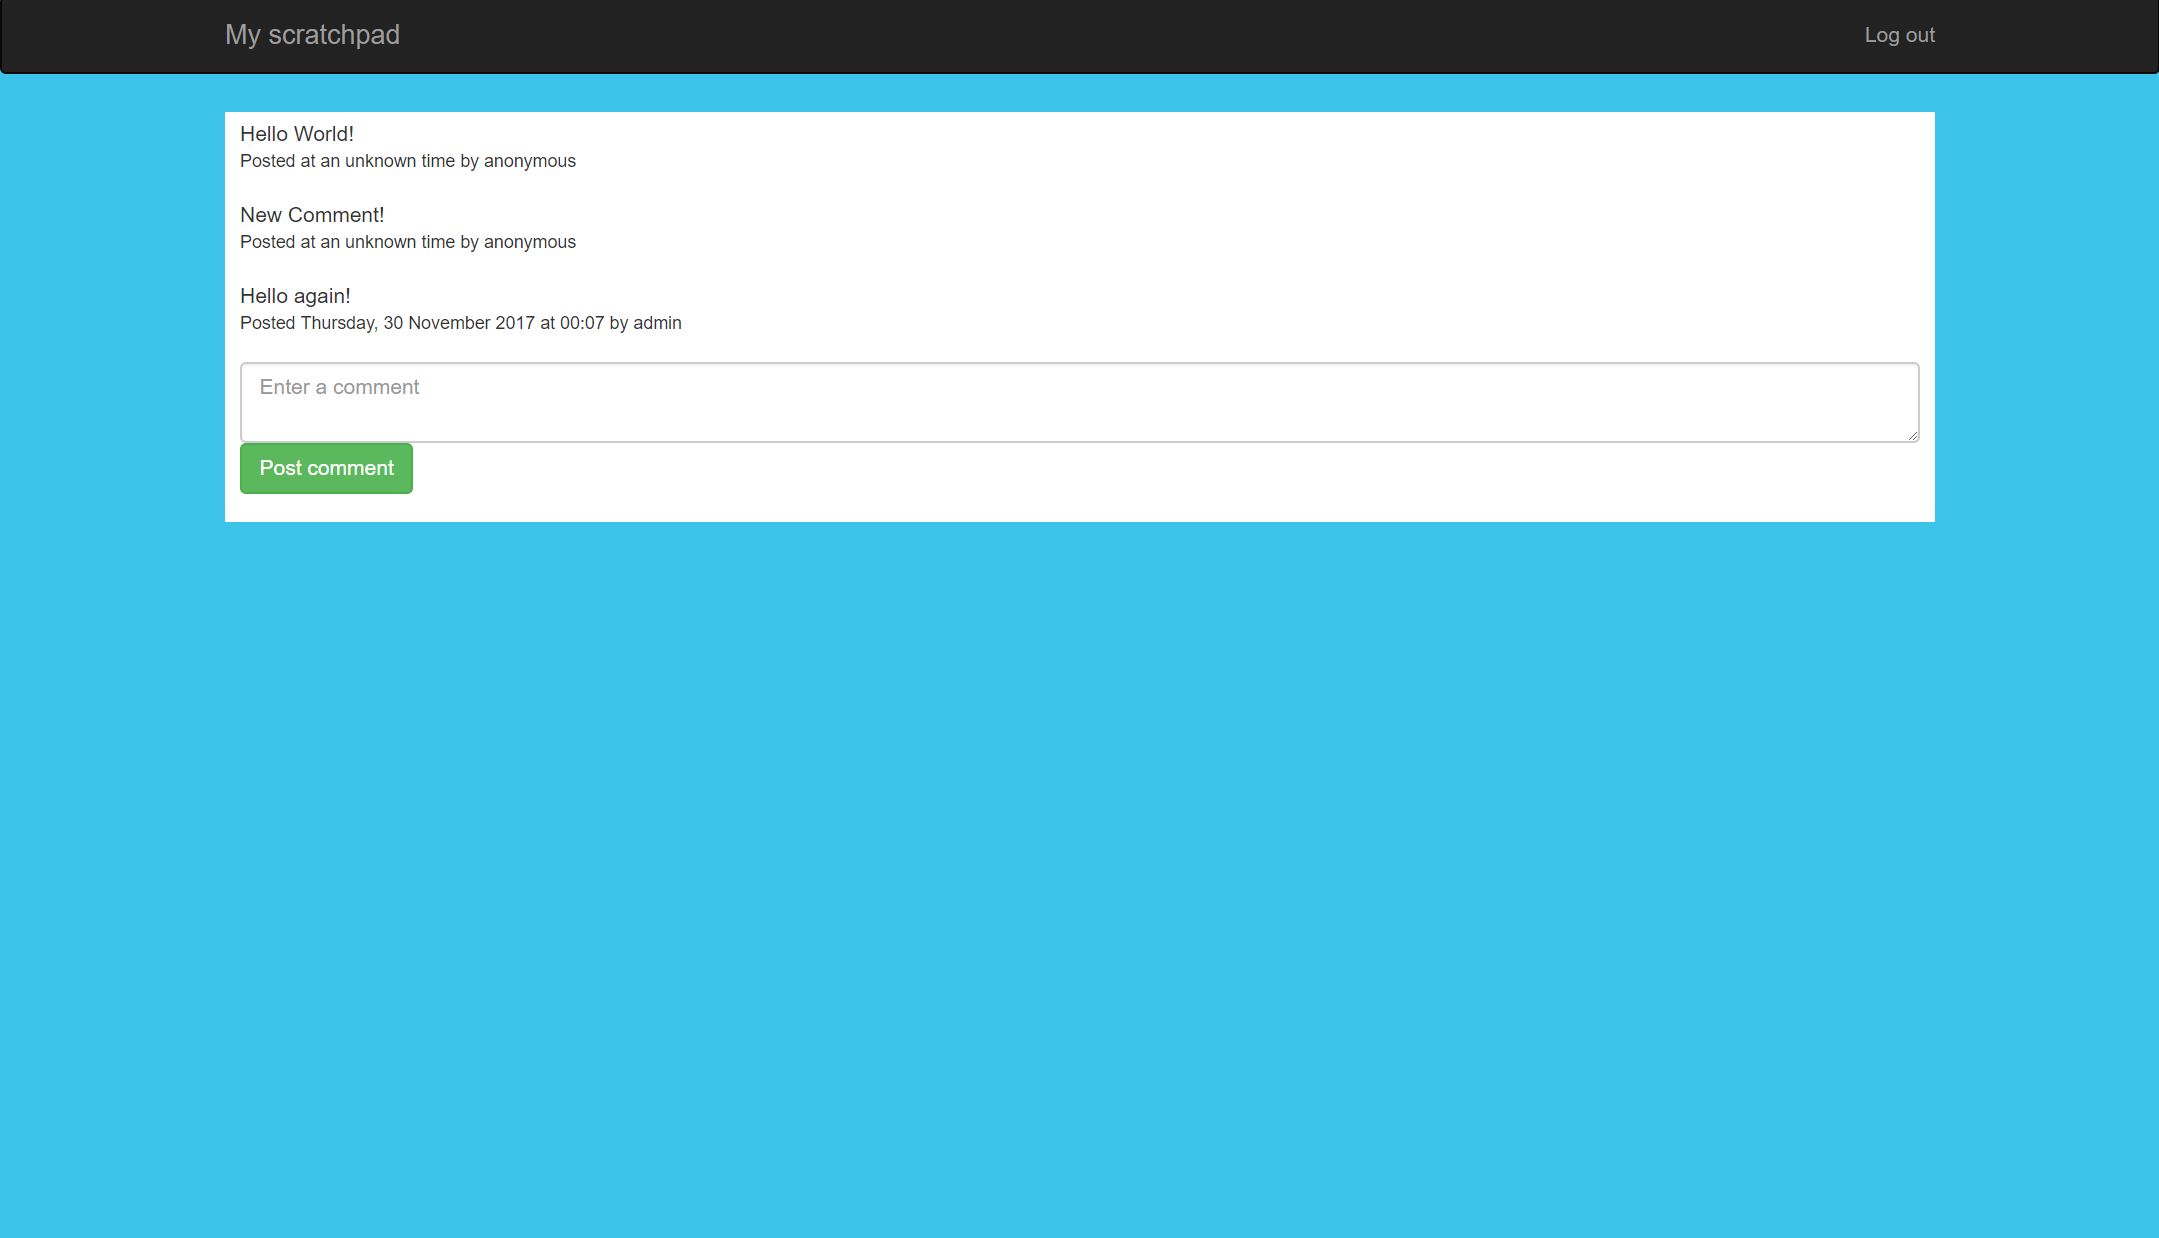 My scratchpad
Log out
Hello World!
Posted at an unknown time by anonymous
New Comment!
Posted at an unknown time by anonymous
Hello again!
Posted Thursday, 30 November 2017 at 00:07 by admin
Enter a comment
Post comment